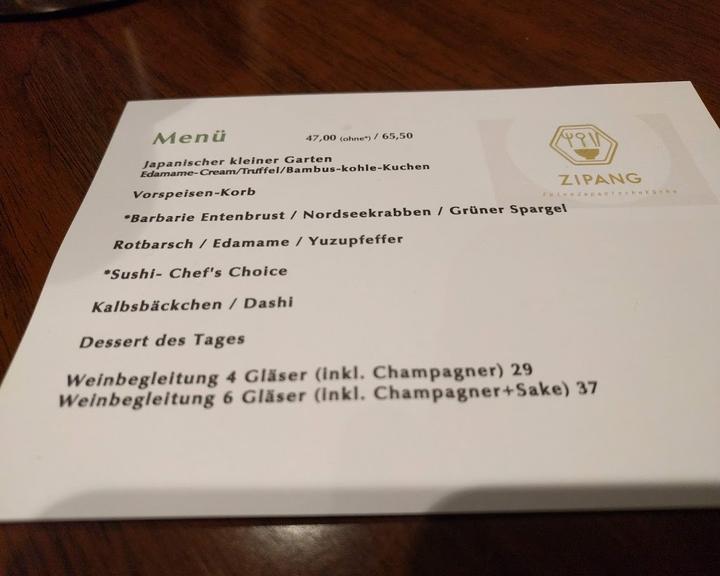 Menü 47,00 (ohne*) / 65,50
Japanischer kleiner Garten
Edamame-Cream/Trüffel/Bambus-kohle-Kuchen
Vorspeisen-Korb
*Barbarie Entenbrust / Nordseekrabben / Grüner Spargel
Rotbarsch / Edamame / Yuzupfeffer
*Sushi- Chef's Choice
Kalbsbäckchen / Dashi
Dessert des Tages
Weinbegleitung 4 Gläser (inkl. Champagner) 29
Weinbegleitung 6 Gläser (inkl. Champagner+Sake) 37
ZIPANG
FeineJapanischeKüche